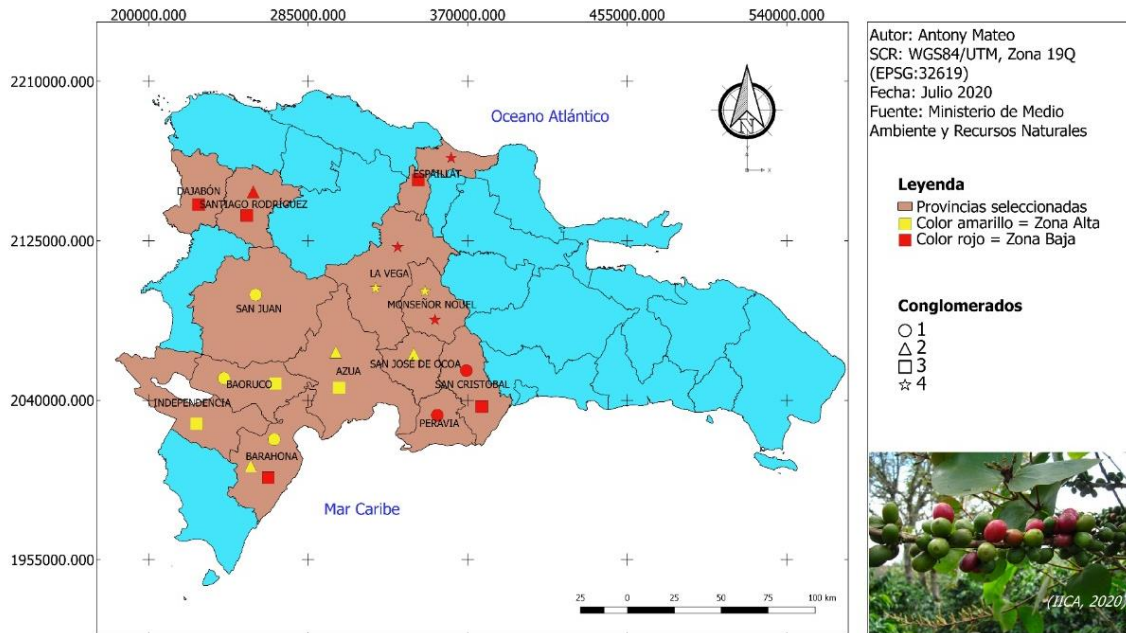 200000.000 285000.000 370000.000 455000.000 540000.000
2210000.000
2125000.000
2040000.000
1955000.000
Oceano Atlántico
ESPAILLAT
DAJABÓN
SANTIAGO RODRÍGUEZ
LA VEGA
MONSEÑOR NOUEL
SAN JUAN
SAN JOSÉ DE OCOA
AZUA
BAORUCO
SAN CRISTÓBAL
INDEPENDENCIA
PERAVIA
BARAHONA
Mar Caribe
25 0 25 50 75 100 km
N
Y
X
Autor: Antony Mateo
SCR: WGS84/UTM, Zona 19Q
(EPSG:32619)
Fecha: Julio 2020
Fuente: Ministerio de Medio
Ambiente y Recursos Naturales
Leyenda
Provincias seleccionadas
Color amarillo = Zona Alta
Color rojo = Zona Baja
Conglomerados
1
2
3
4
(IICA, 2020)